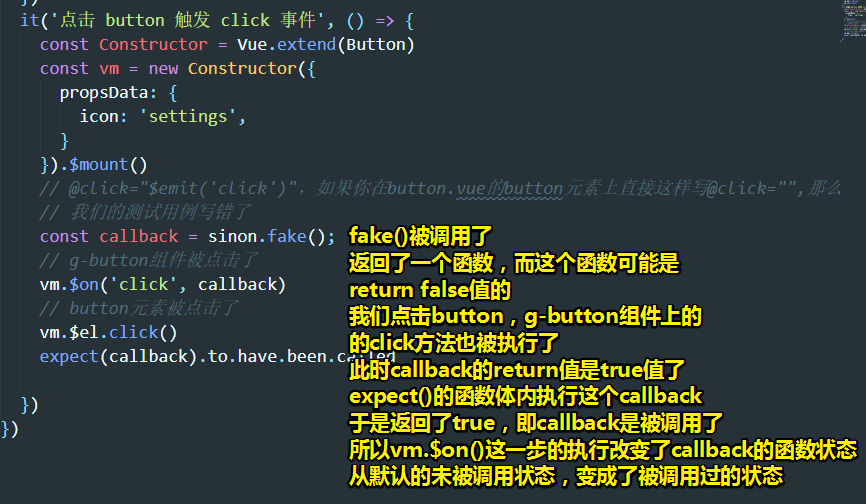 })
it('点击 button 触发 click 事件', () => {
const Constructor = Vue.extend(Button)
const vm = new Constructor({
propsData: {
icon: 'settings',
}
}).$mount()
// @click="$emit('click')", 如果你在button.vue的button元素上直接这样写@click="",那么
// 我们的测试用例写错了
const callback = sinon.fake();
// g-button组件被点击了
vm.$on('click', callback)
// button元素被点击了
vm.$el.click()
expect(callback).to.have.been.called
})
})
fake()被调用了
返回了一个函数，而这个函数可能是
return false值的
我们点击button，g-button组件上的
的click方法也被执行了
此时callback的return值是true值了
expect()的函数体内执行这个callback
于是返回了true，即callback是被调用了
所以vm.$on()这一步的执行改变了callback的函数状态
从默认的未被调用状态，变成了被调用过的状态